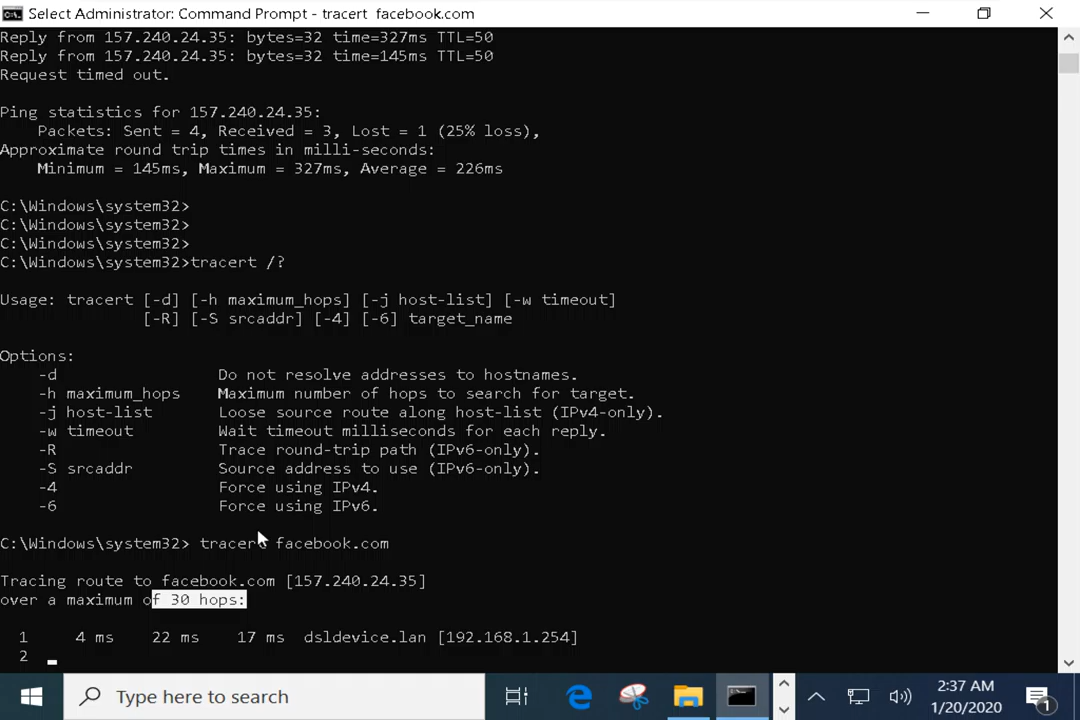 Select Administrator: Command Prompt - tracert  facebook.com
Reply from 157.240.24.35: bytes=32 time=327ms TTL=50
Reply from 157.240.24.35: bytes=32 time=145ms TTL=50
Request timed out.
Ping statistics for 157.240.24.35:
    Packets: Sent = 4, Received = 3, Lost = 1 (25% loss),
Approximate round trip times in milli-seconds:
    Minimum = 145ms, Maximum = 327ms, Average = 226ms
C:\Windows\system32>
C:\Windows\system32>
C:\Windows\system32>
C:\Windows\system32>tracert /?
Usage: tracert [-d] [-h maximum_hops] [-j host-list] [-w timeout]
               [-R] [-S srcaddr] [-4] [-6] target_name
Options:
    -d                 Do not resolve addresses to hostnames.
    -h maximum_hops    Maximum number of hops to search for target.
    -j host-list       Loose source route along host-list (IPv4-only).
    -w timeout         Wait timeout milliseconds for each reply.
    -R                 Trace round-trip path (IPv6-only).
    -S srcaddr         Source address to use (IPv6-only).
    -4                 Force using IPv4.
    -6                 Force using IPv6.
C:\Windows\system32> tracert facebook.com
Tracing route to facebook.com [157.240.24.35]
over a maximum of 30 hops:
  1     4 ms    22 ms    17 ms  dsldevice.lan [192.168.1.254]
  2
Type here to search
2:37 AM
1/20/2020
1